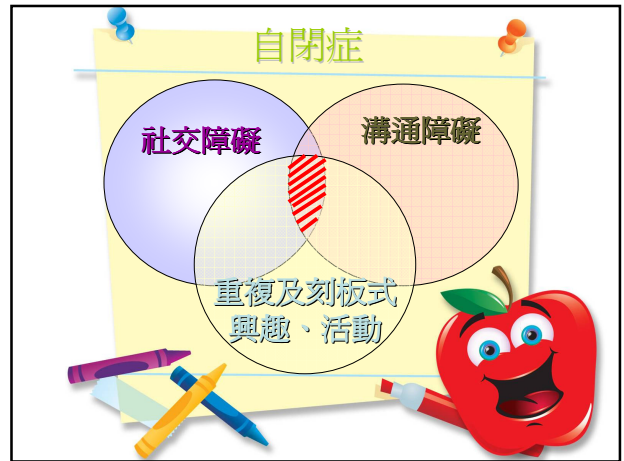 自閉症
社交障礙
溝通障礙
重複及刻板式
興趣、活動